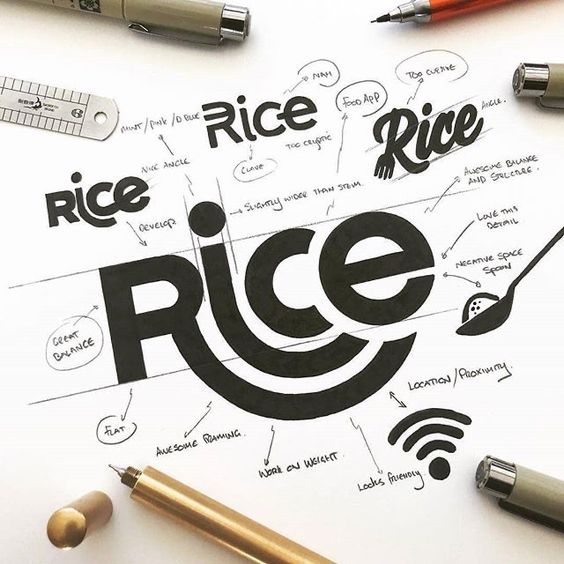 Rice
NAH
FOOD APP
TOO CURSIVE
MINT/PINK/D BLUE
Rice
Rice
ANGLE.
NICE ANGLE
TOO CRYPTIC
CURVE
Rice
DEVELOP.
SLIGHTLY WIDER THAN STEM.
AWESOME BALANCE
AND STRUCTURE.
LOVE THIS
DETAIL
NEGATIVE SPACE
SPOON
Rice
GREAT
BALANCE
FLAT
AWESOME FRAMING.
WORK ON WEIGHT.
LOOKS FRIENDLY
LOCATION/PROXIMITY.